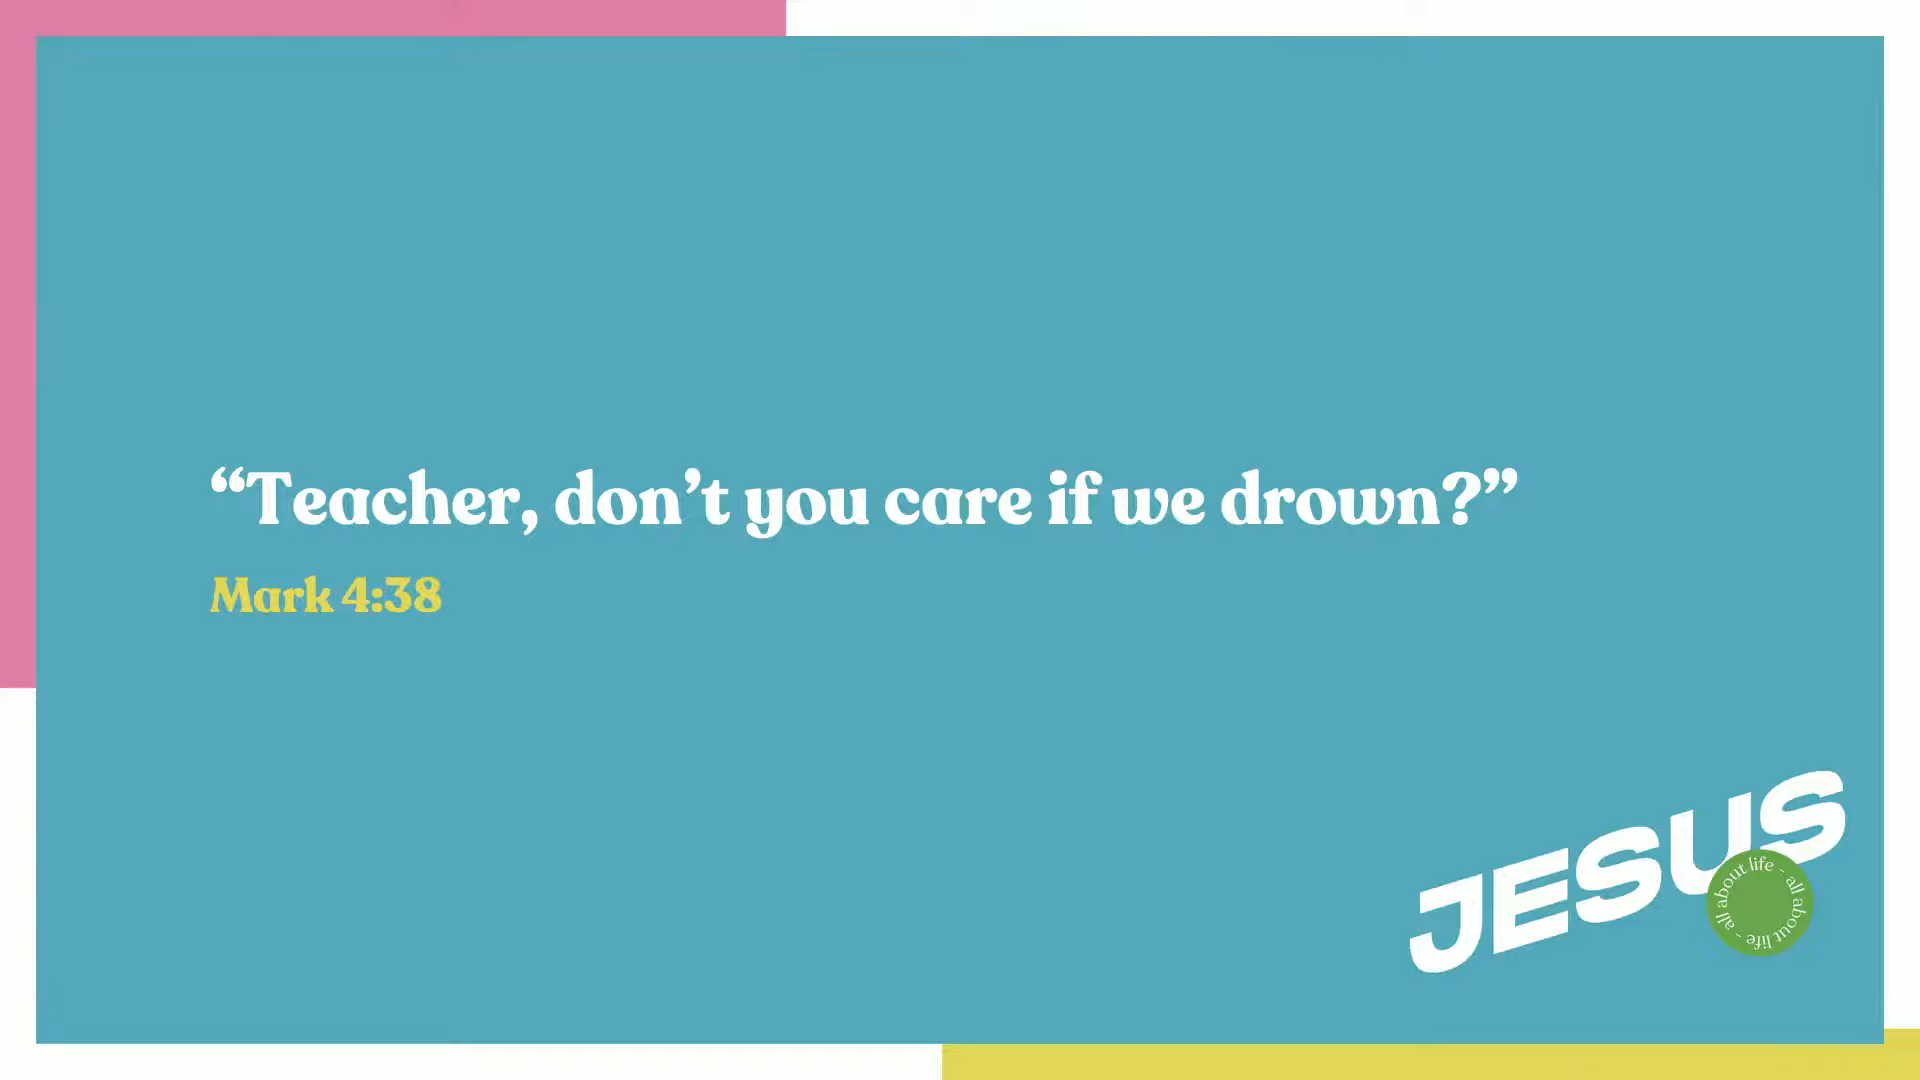 “Teacher, don’t you care if we drown?”
Mark 4:38
JESUS
all about life - all about life -